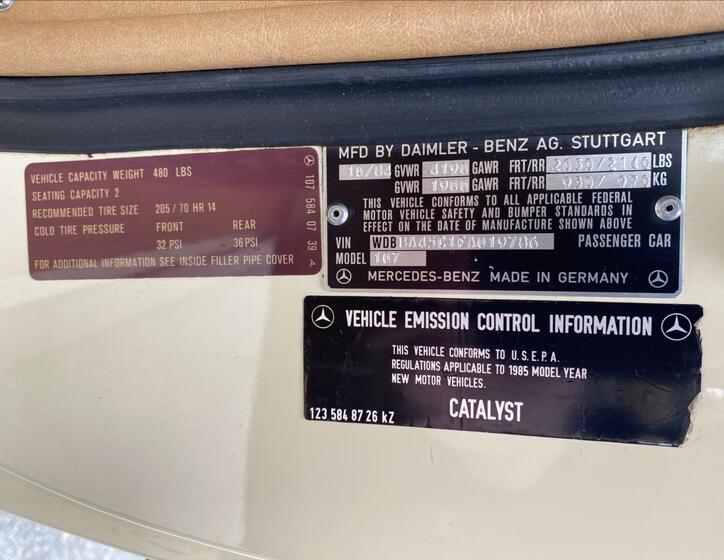 VEHICLE CAPACITY WEIGHT 480 LBS
SEATING CAPACITY 2
RECOMMENDED TIRE SIZE 205/70 HR 14
COLD TIRE PRESSURE FRONT REAR
32 PSI 36 PSI
FOR ADDITIONAL INFORMATION SEE INSIDE FILLER PIPE COVER
107 584 07 39 A
MFD BY DAIMLER - BENZ AG. STUTTGART
10/84 GVWR 4190 GAWR FRT/RR 2050/2140 LBS
GVWR 1900 GAWR FRT/RR 930/ 970 KG
THIS VEHICLE CONFORMS TO ALL APPLICABLE FEDERAL
MOTOR VEHICLE SAFETY AND BUMPER STANDARDS IN
EFFECT ON THE DATE OF MANUFACTURE SHOWN ABOVE
VIN WDBBA45C1FA019786 PASSENGER CAR
MODEL 107
MERCEDES-BENZ MADE IN GERMANY
VEHICLE EMISSION CONTROL INFORMATION
THIS VEHICLE CONFORMS TO U.S.E.P.A.
REGULATIONS APPLICABLE TO 1985 MODEL YEAR
NEW MOTOR VEHICLES.
123 584 87 26 kZ CATALYST